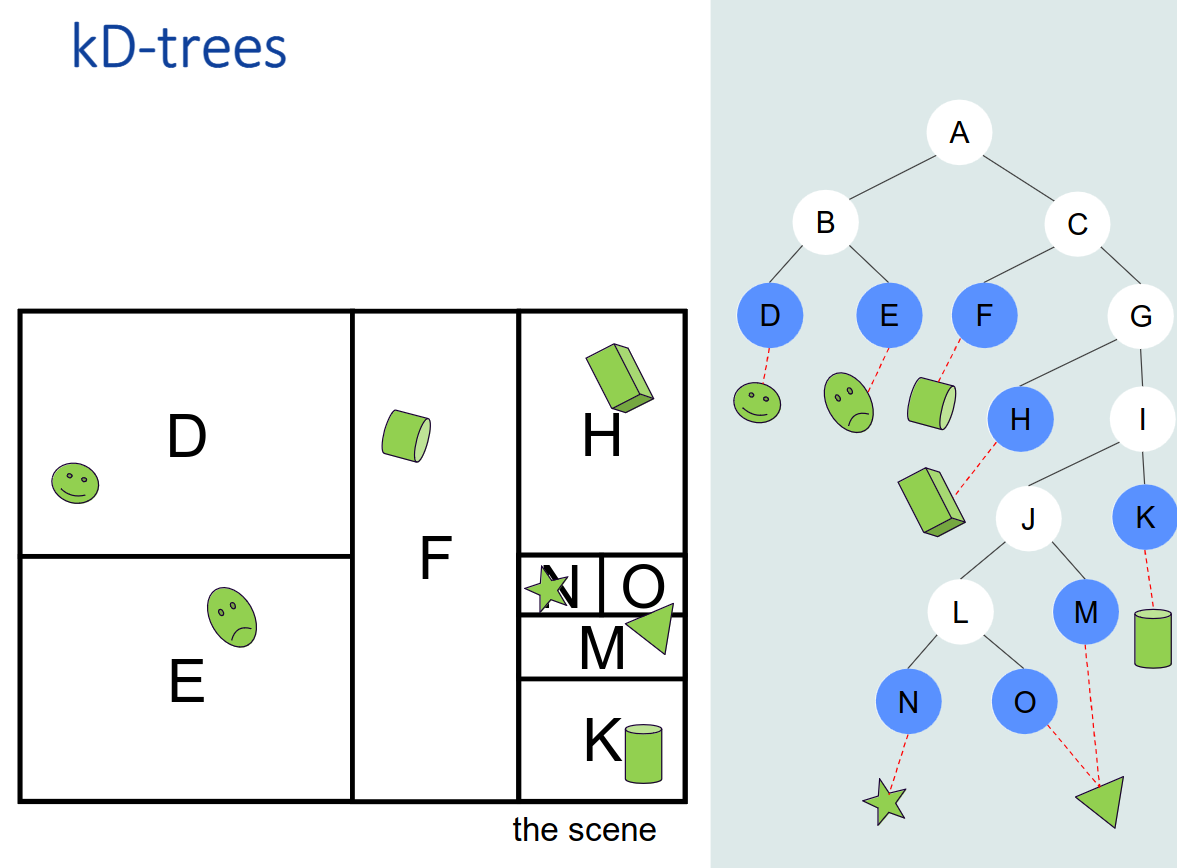 kD-trees
D
E
F
H
N O
M
K
the scene
A
B C
D E F G
H I
J K
L M
N O